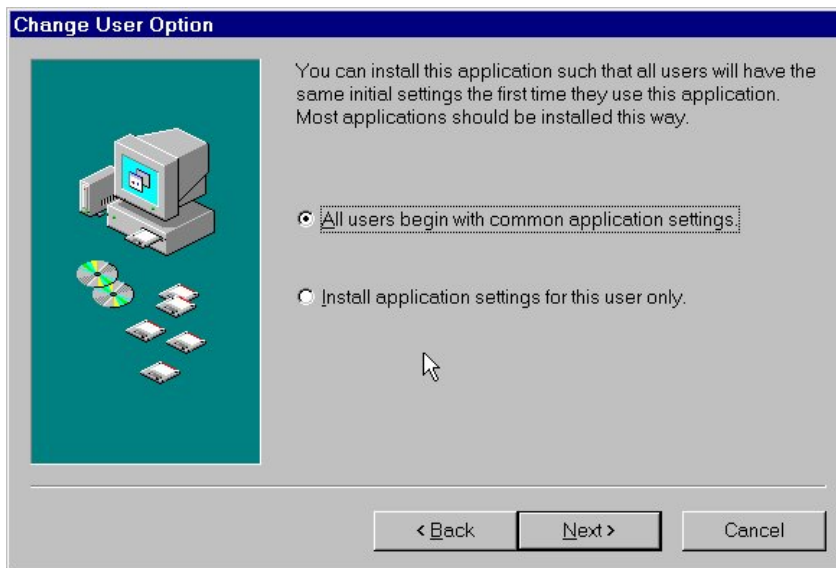 Change User Option
You can install this application such that all users will have the
same initial settings the first time they use this application.
Most applications should be installed this way.
All users begin with common application settings.
Install application settings for this user only.
< Back
Next >
Cancel